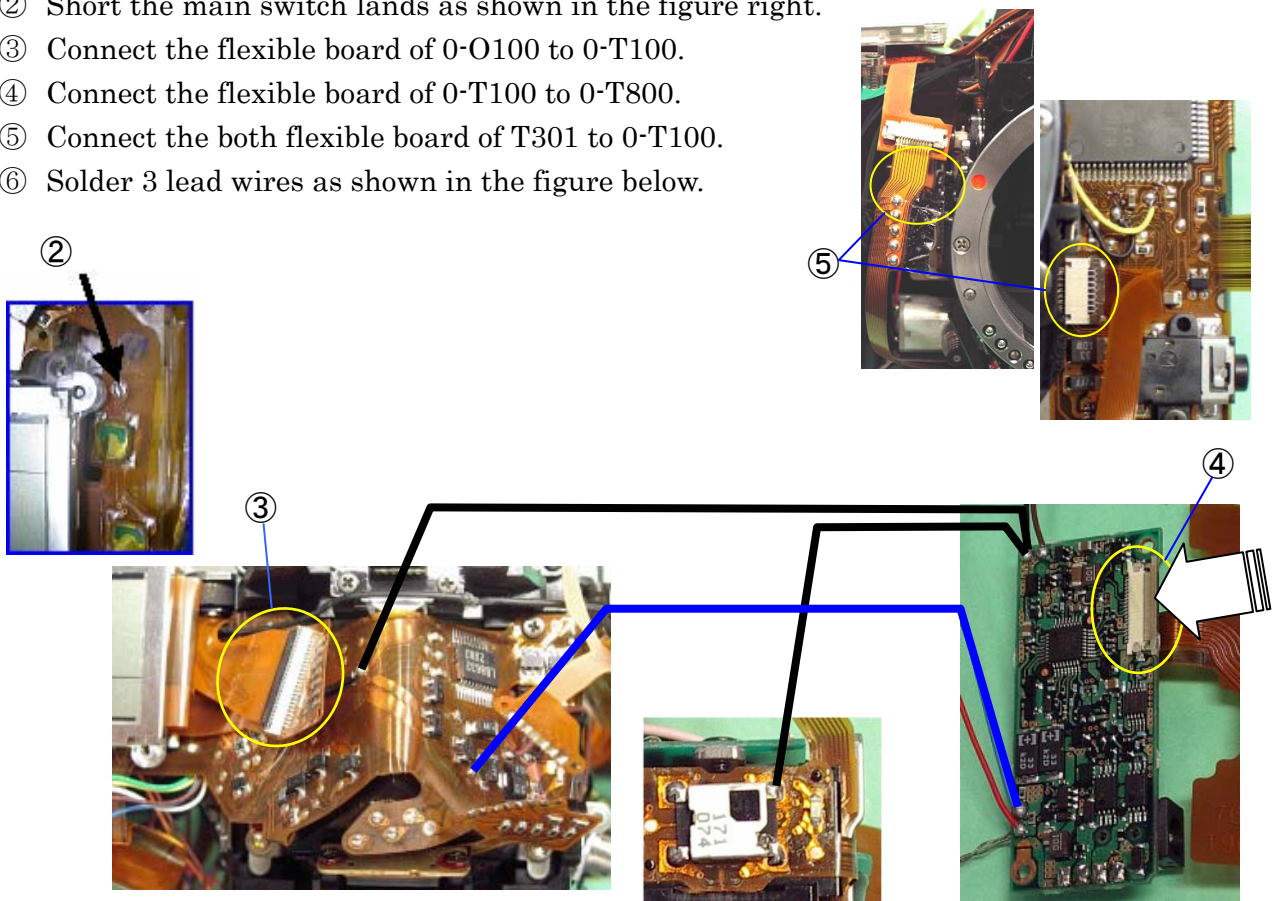 ② Short the main switch lands as shown in the figure right.
③ Connect the flexible board of 0-O100 to 0-T100.
④ Connect the flexible board of 0-T100 to 0-T800.
⑤ Connect the both flexible board of T301 to 0-T100.
⑥ Solder 3 lead wires as shown in the figure below.
②
⑤
③
④
171
074